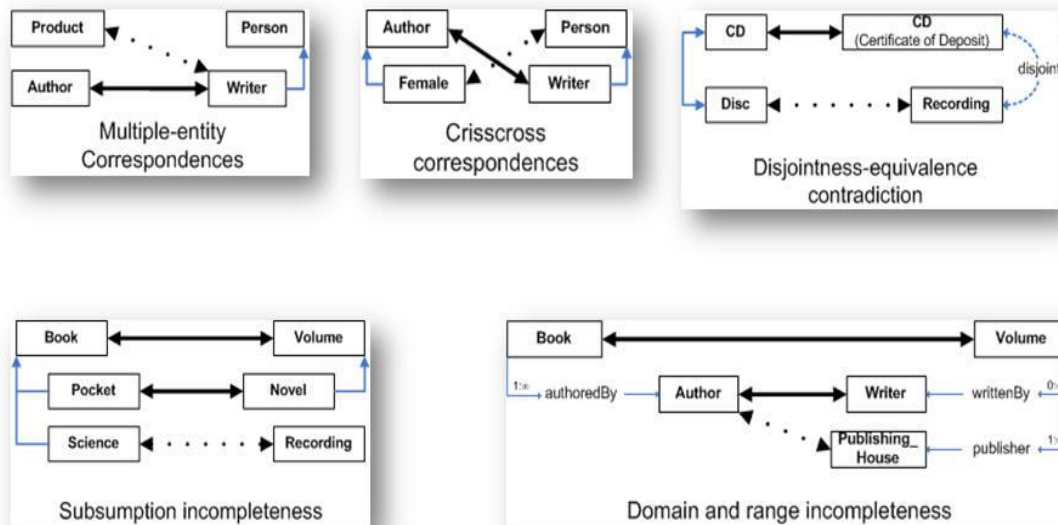 Product
Person
Author
Writer
Multiple-entity
Correspondences
Author
Person
Female
Writer
Crisscross
correspondences
CD
CD
(Certificate of Deposit)
disjoint
Disc
Recording
Disjointness-equivalence
contradiction
Book
Volume
Pocket
Novel
Science
Recording
Subsumption incompleteness
Book
Volume
1:∞
authoredBy
Author
Writer
writtenBy
Publishing_
House
publisher
Domain and range incompleteness